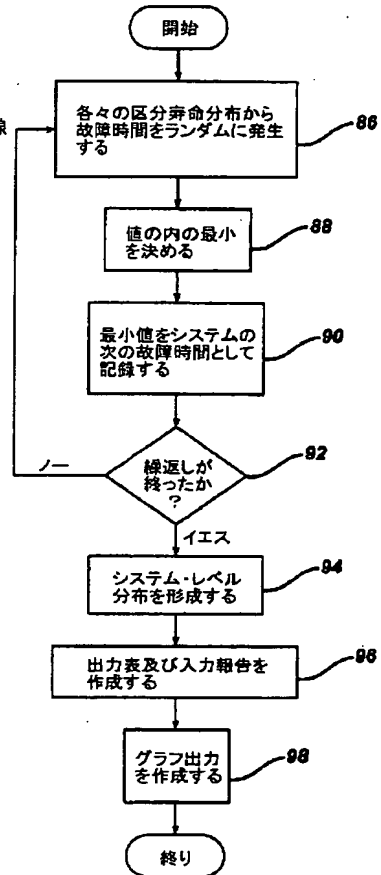 開始
線
各々の区分寿命分布から
故障時間をランダムに発生
する
86
値の内の最小
を決める
88
最小値をシステムの
次の故障時間として
記録する
90
繰返しが
終ったか
?
92
ノー
イエス
システム・レベル
分布を形成する
94
出力表及び入力報告を
作成する
96
グラフ出力
を作成する
98
終り